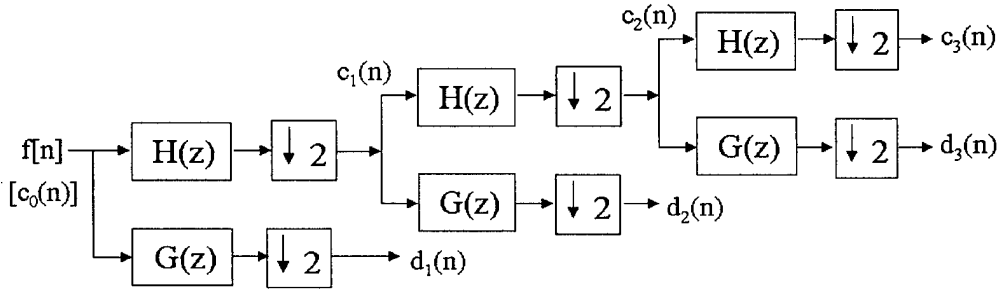 c₂(n)
H(z)
↓ 2
c₃(n)
c₁(n)
H(z)
↓ 2
f[n]
H(z)
↓ 2
G(z)
↓ 2
d₃(n)
[c₀(n)]
G(z)
↓ 2
d₂(n)
G(z)
↓ 2
d₁(n)